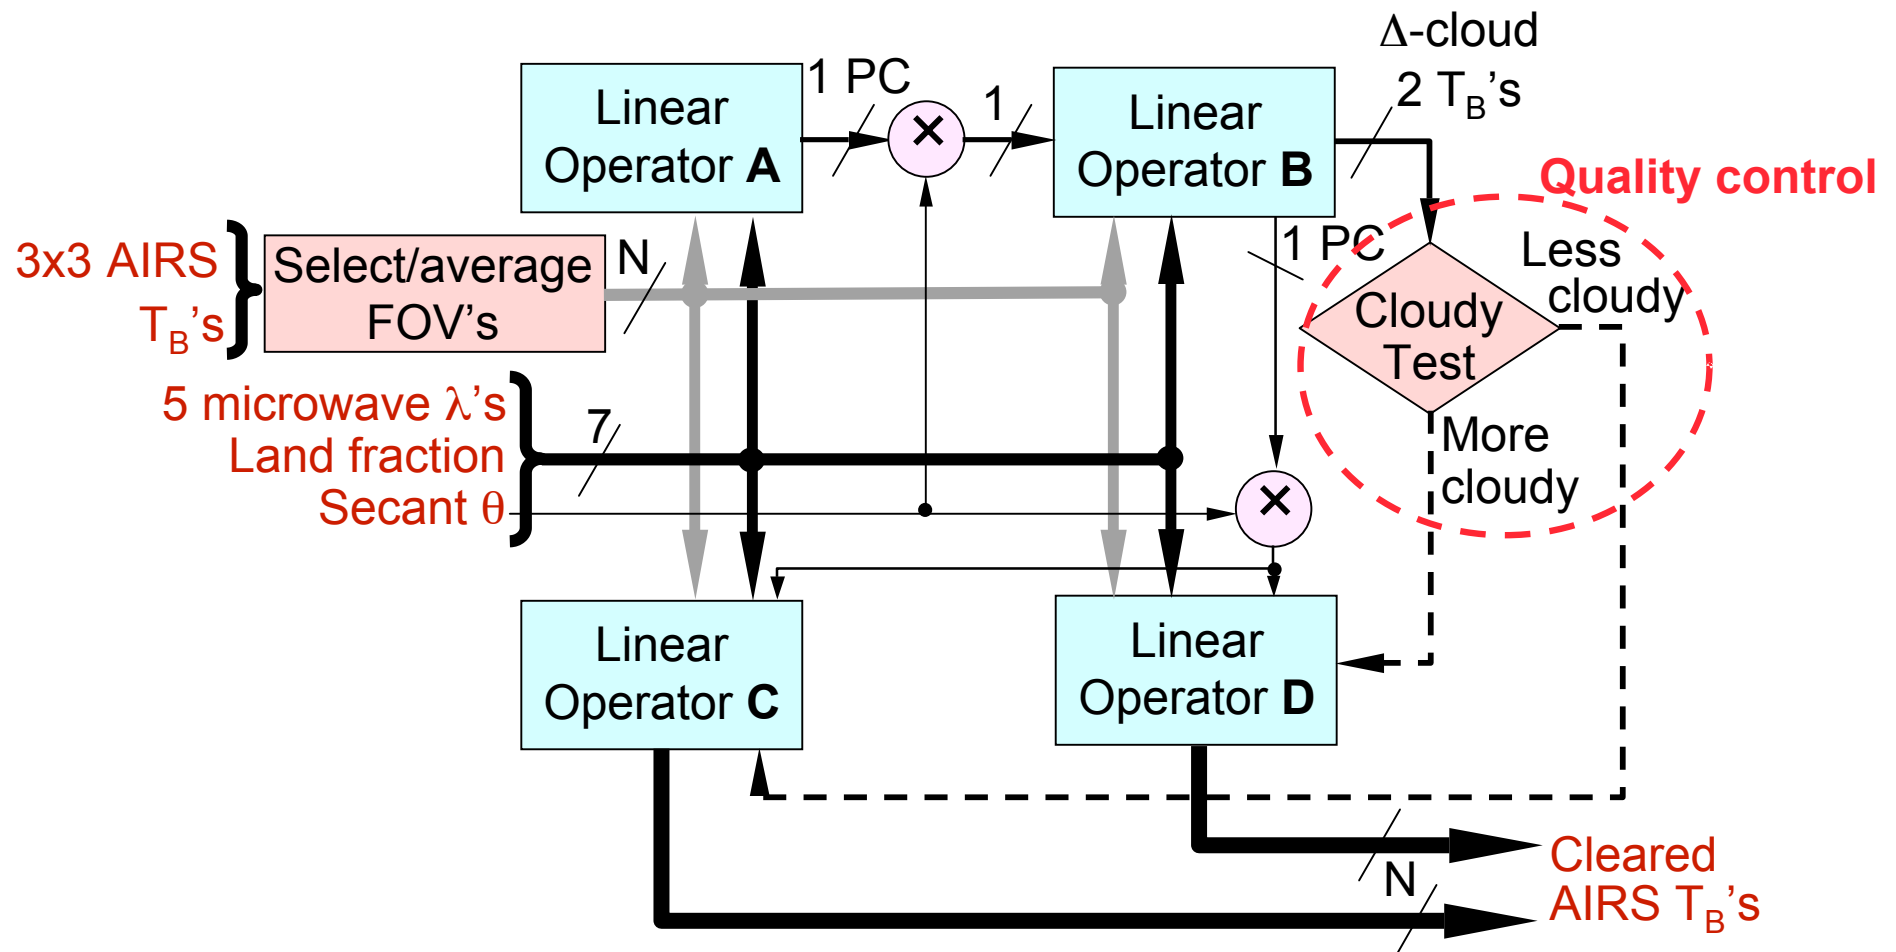 Δ-cloud
2 TB's
1 PC
1
Linear
Operator A
×
Linear
Operator B
Quality control
3x3 AIRS
TB's
Select/average
FOV's
N
1 PC
Less
cloudy
Cloudy
Test
5 microwave λ's
Land fraction
Secant θ
7
More
cloudy
×
Linear
Operator C
Linear
Operator D
N
Cleared
AIRS TB's